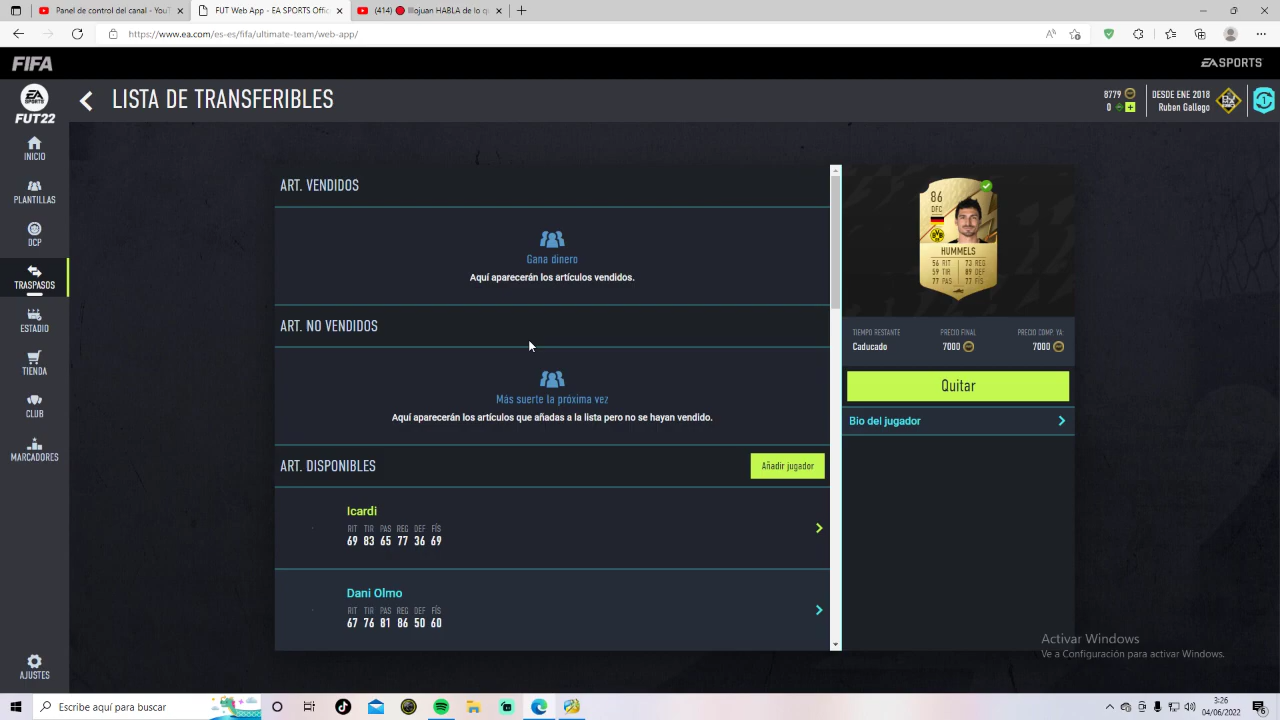 Panel de control del canal - YouT
FUT Web App - EA SPORTS Offic
(414) Illojuan HABLA de lo q
https://www.ea.com/es-es/fifa/ultimate-team/web-app/
FIFA
EA SPORTS
EA SPORTS
FUT22
LISTA DE TRANSFERIBLES
8779
0
DESDE ENE 2018
Ruben Gallego
INICIO
PLANTILLAS
DCP
TRASPASOS
ESTADIO
TIENDA
CLUB
MARCADORES
AJUSTES
ART. VENDIDOS
Gana dinero
Aquí aparecerán los artículos vendidos.
ART. NO VENDIDOS
Más suerte la próxima vez
Aquí aparecerán los artículos que añadas a la lista pero no se hayan vendido.
ART. DISPONIBLES
Añadir jugador
Icardi
RIT TIR PAS REG DEF FÍS
69 83 65 77 36 69
Dani Olmo
RIT TIR PAS REG DEF FÍS
67 76 81 86 50 60
86
DFC
HUMMELS
56 RIT 73 REG
59 TIR 89 DEF
77 PAS 77 FÍS
TIEMPO RESTANTE PRECIO FINAL PRECIO COMP. YA:
Caducado 7000 7000
Quitar
Bio del jugador
Activar Windows
Ve a Configuración para activar Windows.
Escribe aquí para buscar
3:26
04/06/2022
6